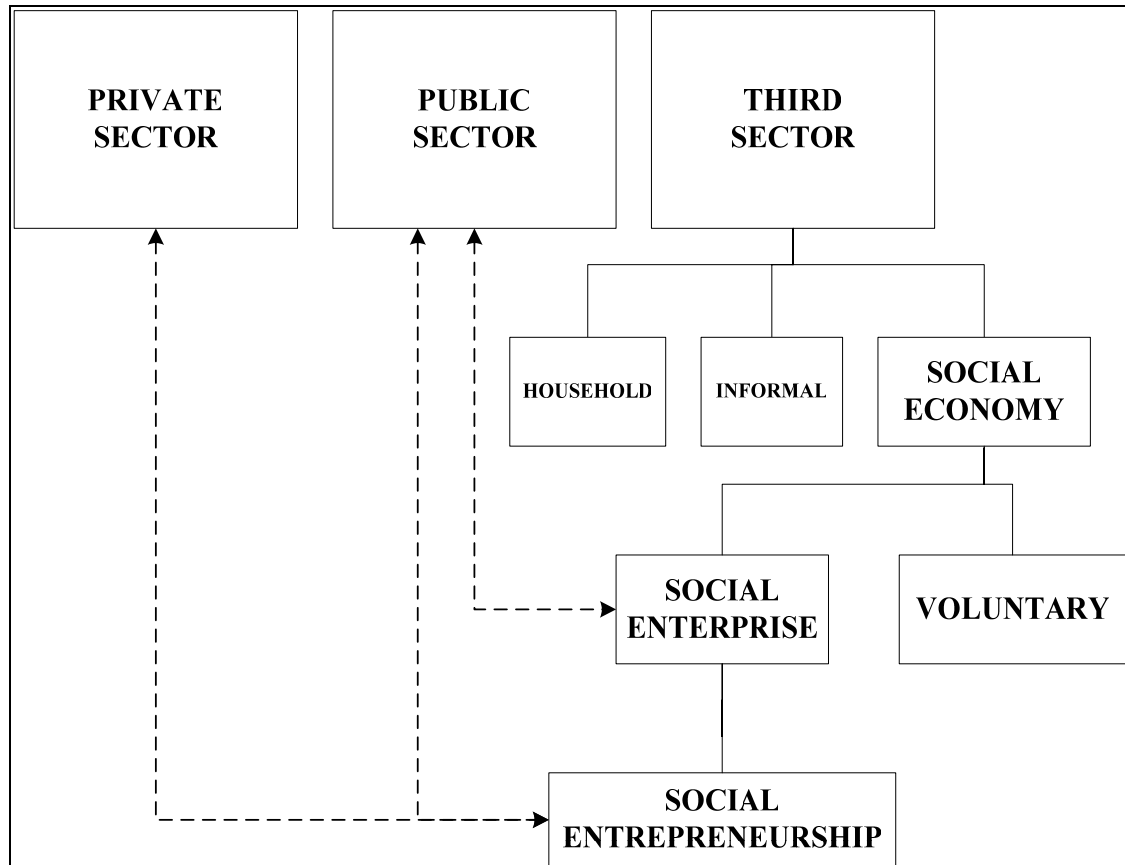 PRIVATE
SECTOR
PUBLIC
SECTOR
THIRD
SECTOR
HOUSEHOLD
INFORMAL
SOCIAL
ECONOMY
SOCIAL
ENTERPRISE
VOLUNTARY
SOCIAL
ENTREPRENEURSHIP